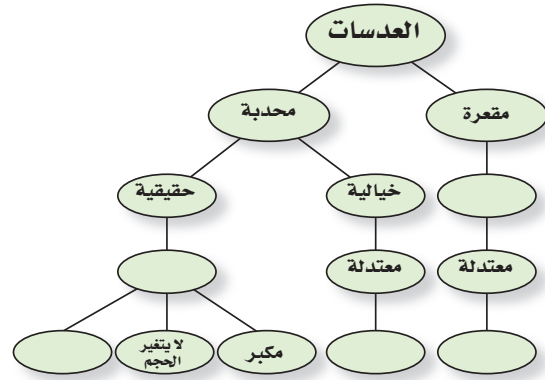 العدسات
مقعرة
محدبة
خيالية
حقيقية
معتدلة
معتدلة
مكبر
لا يتغير
الحجم